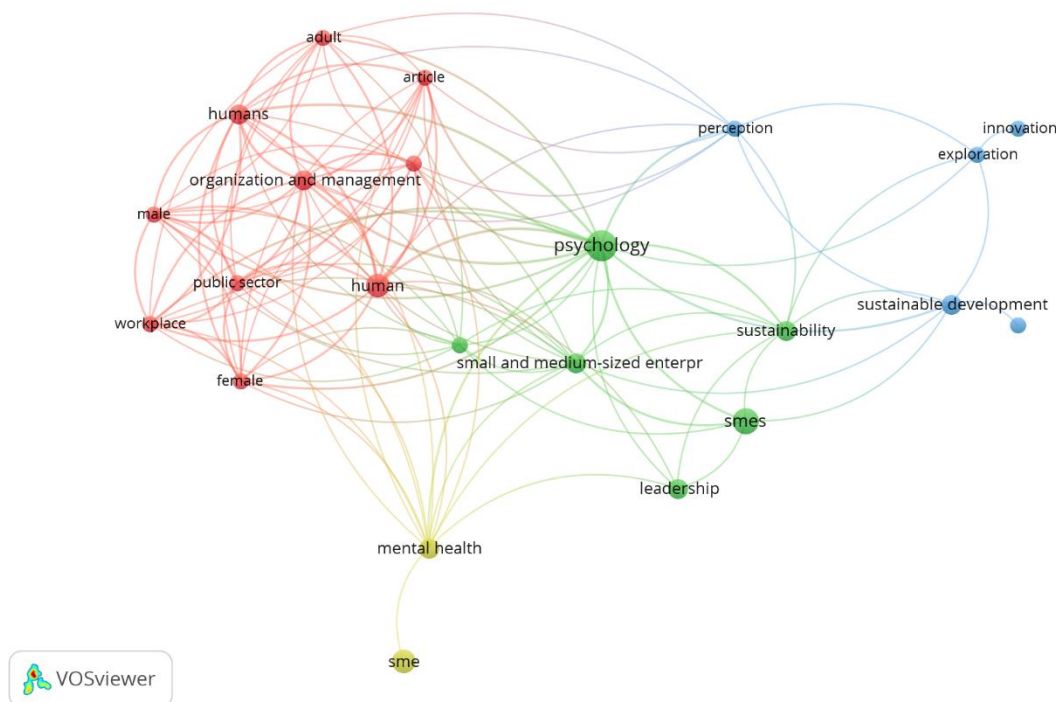 adult
article
humans
perception
innovation
exploration
organization and management
male
psychology
public sector
human
sustainable development
workplace
sustainability
small and medium-sized enterpr
female
smes
leadership
mental health
sme
VOSviewer